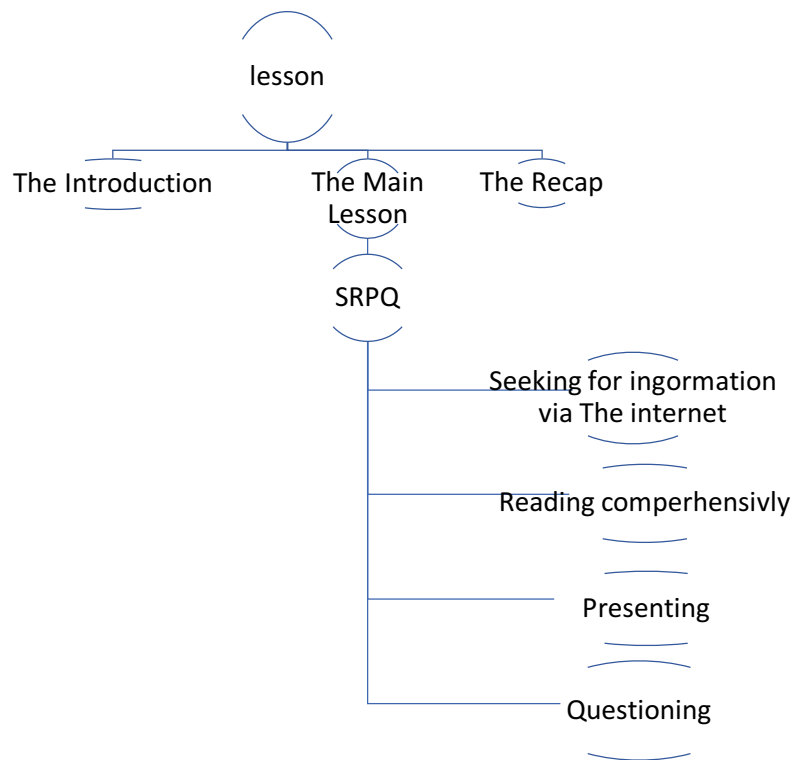 lesson
The Introduction
The Main
Lesson
The Recap
SRPQ
Seeking for ingormation
via The internet
Reading comperhensivly
Presenting
Questioning